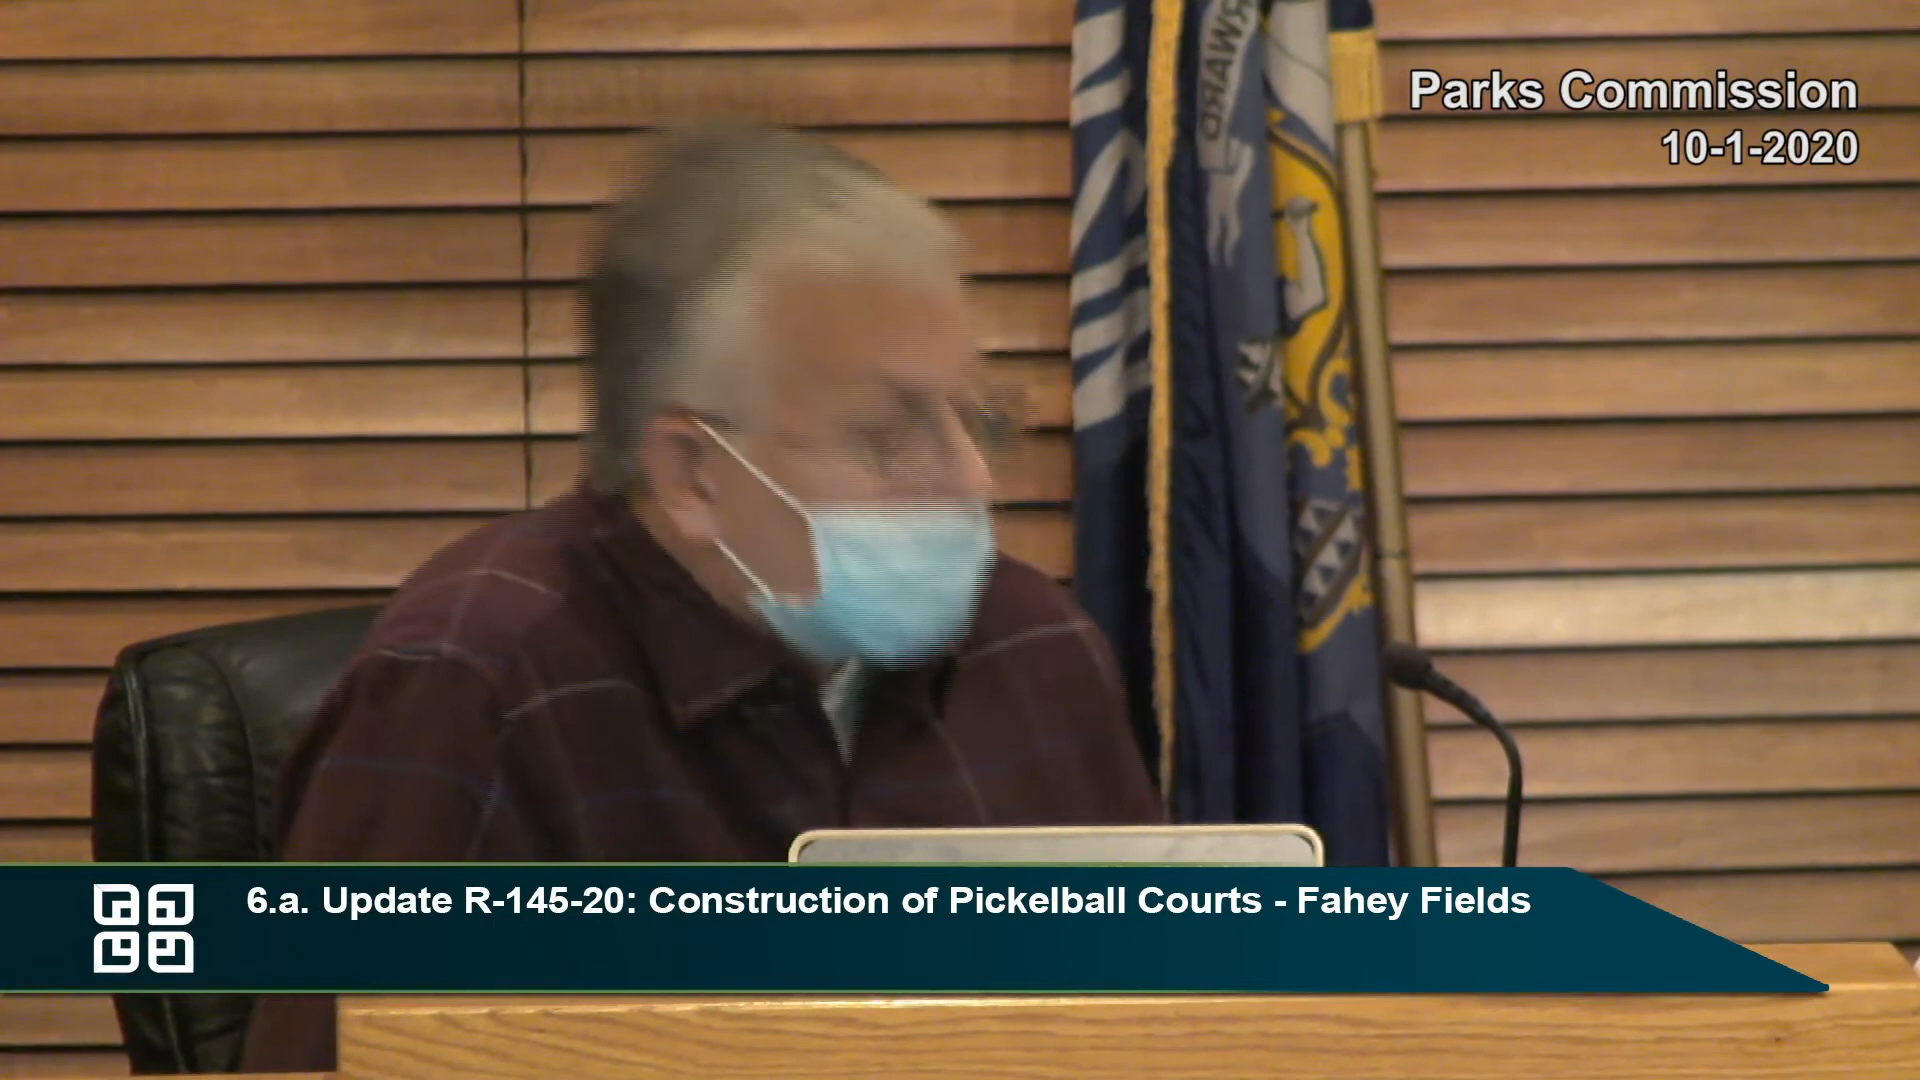 Parks Commission
10-1-2020
6.a. Update R-145-20: Construction of Pickelball Courts - Fahey Fields